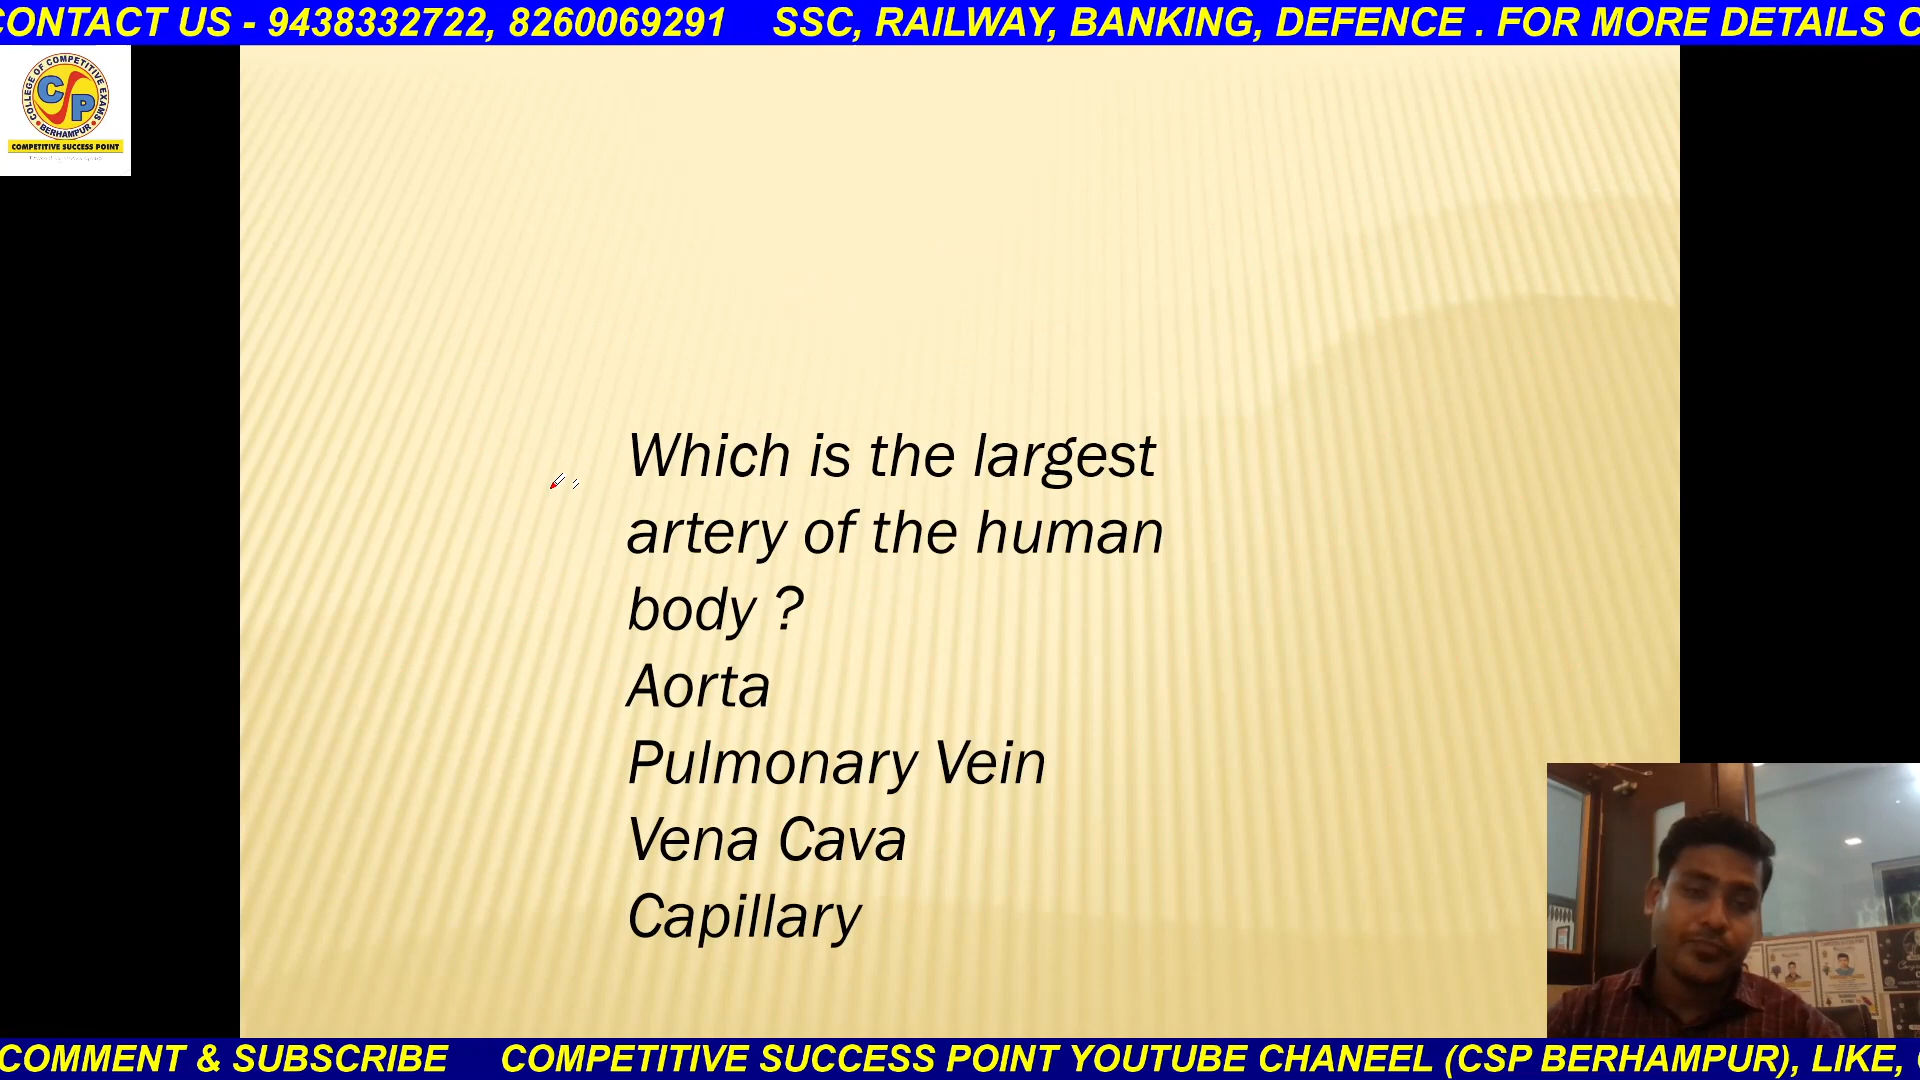 CONTACT US - 9438332722, 8260069291 SSC, RAILWAY, BANKING, DEFENCE . FOR MORE DETAILS C
COLLEGE OF COMPETITIVE EXAMS
CSP
BERHAMPUR
COMPETITIVE SUCCESS POINT
Which is the largest
artery of the human
body ?
Aorta
Pulmonary Vein
Vena Cava
Capillary
COMMENT & SUBSCRIBE COMPETITIVE SUCCESS POINT YOUTUBE CHANEEL (CSP BERHAMPUR), LIKE,